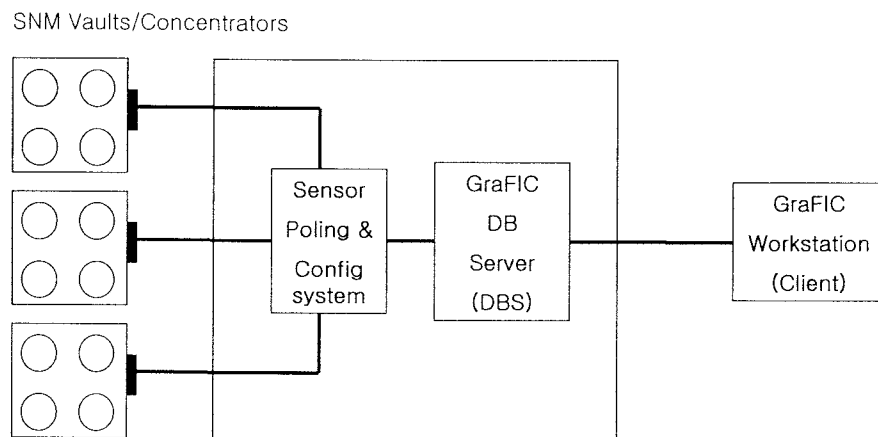 SNM Vaults/Concentrators
Sensor
Poling &
Config
system
GraFIC
DB
Server
(DBS)
GraFIC
Workstation
(Client)